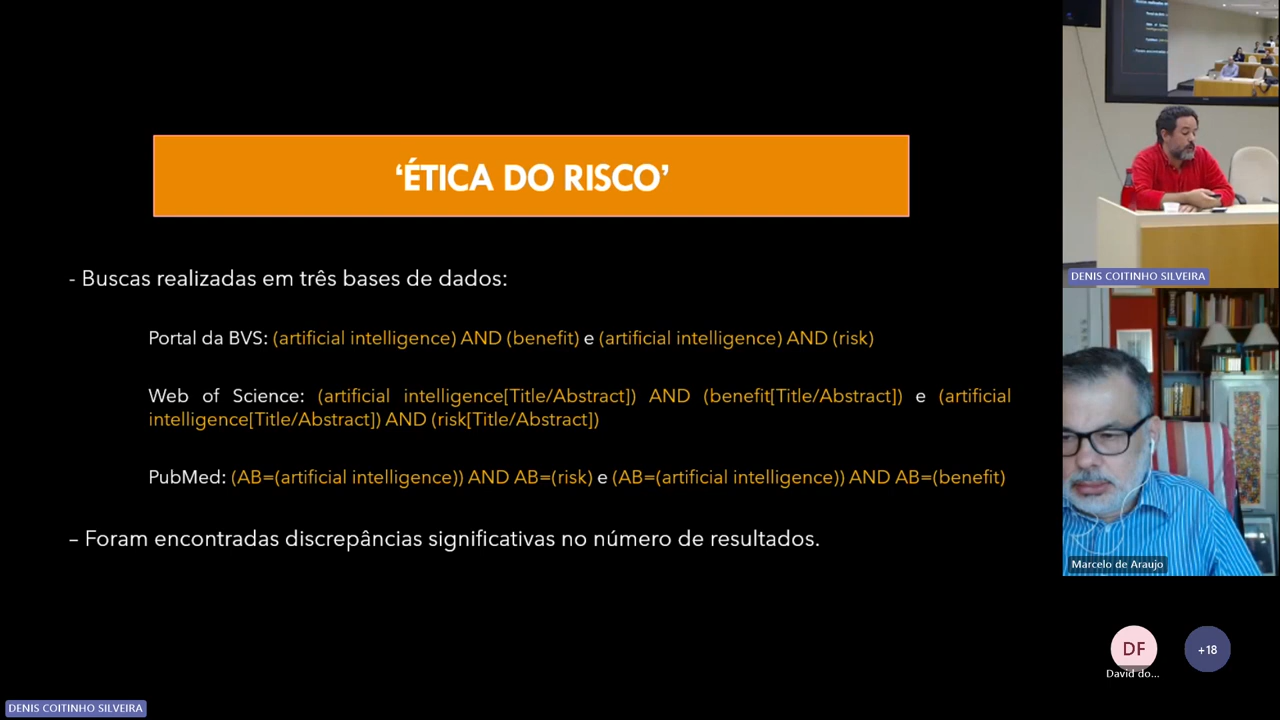 ‘ÉTICA DO RISCO’
- Buscas realizadas em três bases de dados:
Portal da BVS: (artificial intelligence) AND (benefit) e (artificial intelligence) AND (risk)
Web of Science: (artificial intelligence[Title/Abstract]) AND (benefit[Title/Abstract]) e (artificial
intelligence[Title/Abstract]) AND (risk[Title/Abstract])
PubMed: (AB=(artificial intelligence)) AND AB=(risk) e (AB=(artificial intelligence)) AND AB=(benefit)
– Foram encontradas discrepâncias significativas no número de resultados.
DENIS COITINHO SILVEIRA
Marcelo de Araujo
DF
David do...
+18
DENIS COITINHO SILVEIRA